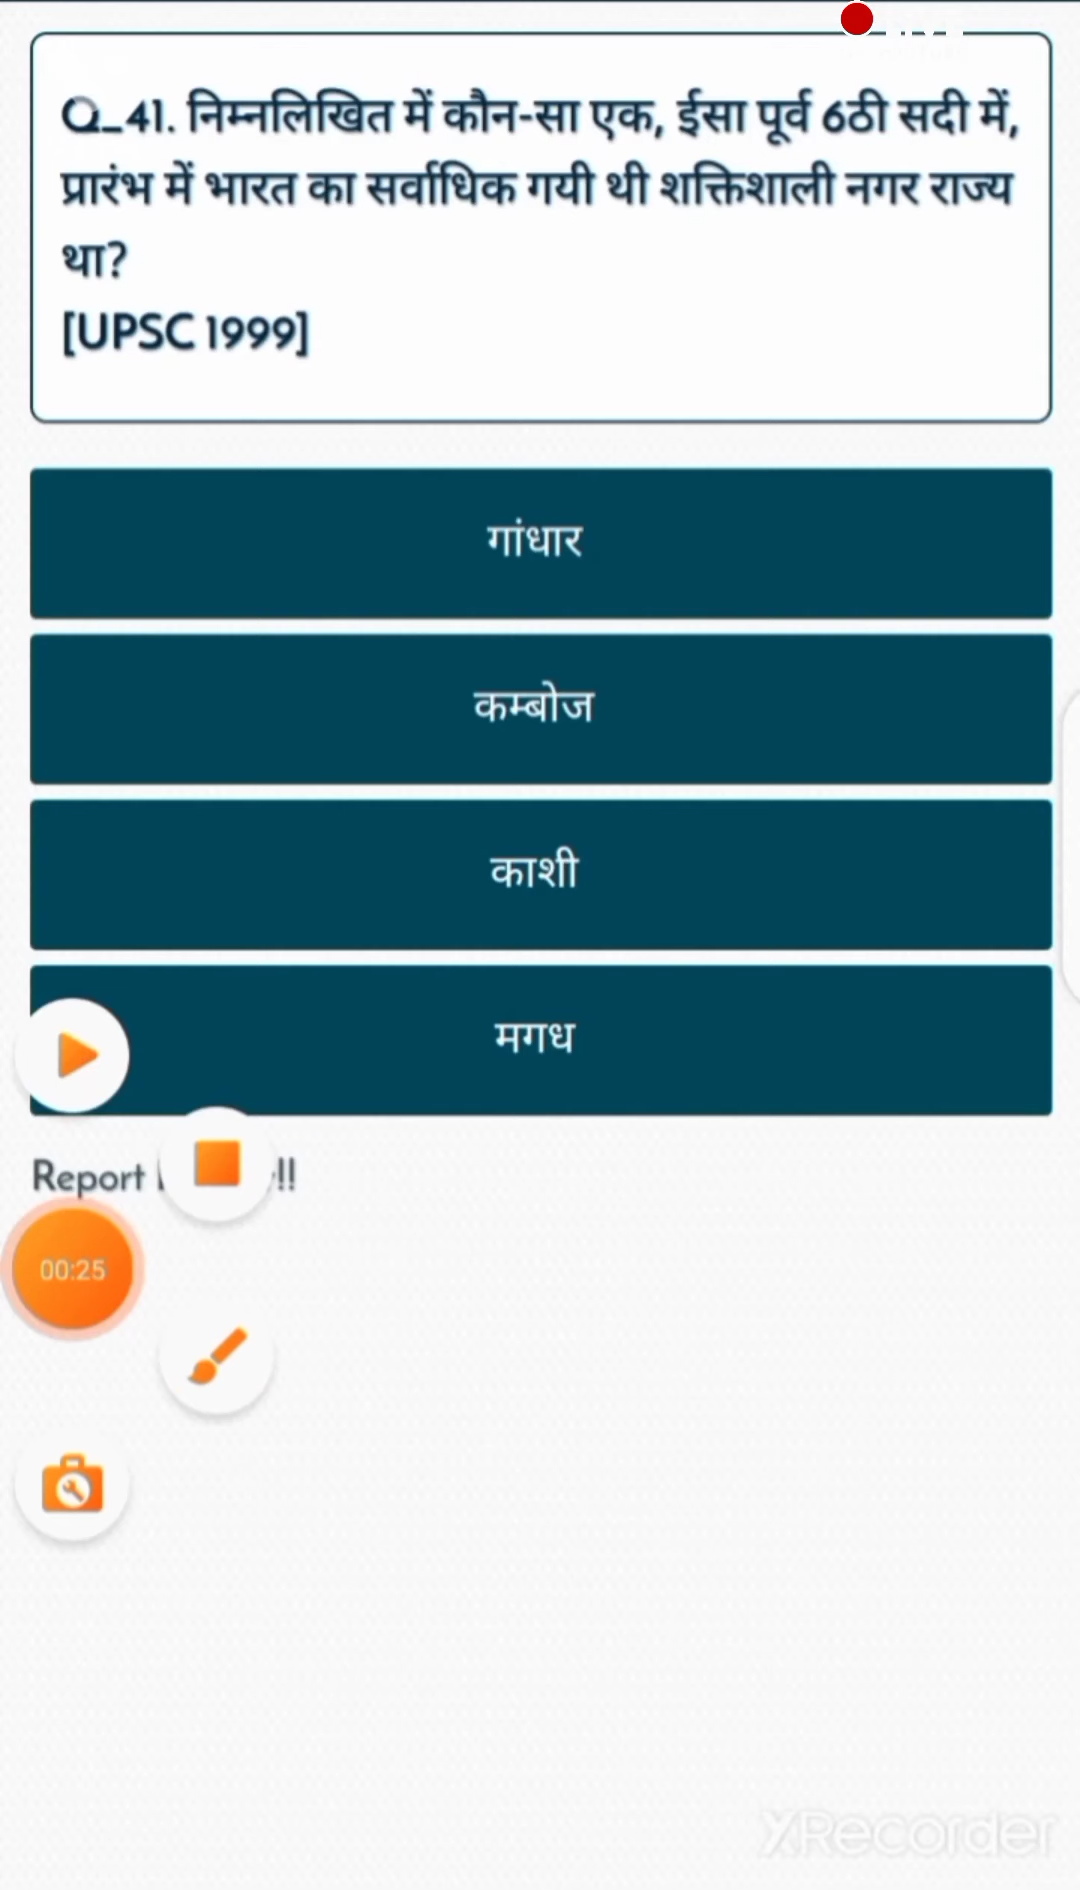 Q_41. निम्नलिखित में कौन-सा एक, ईसा पूर्व 6ठी सदी में,
प्रारंभ में भारत का सर्वाधिक गयी थी शक्तिशाली नगर राज्य
था?
[UPSC 1999]
गांधार
कम्बोज
काशी
मगध
Report !!
00:25
XRecorder